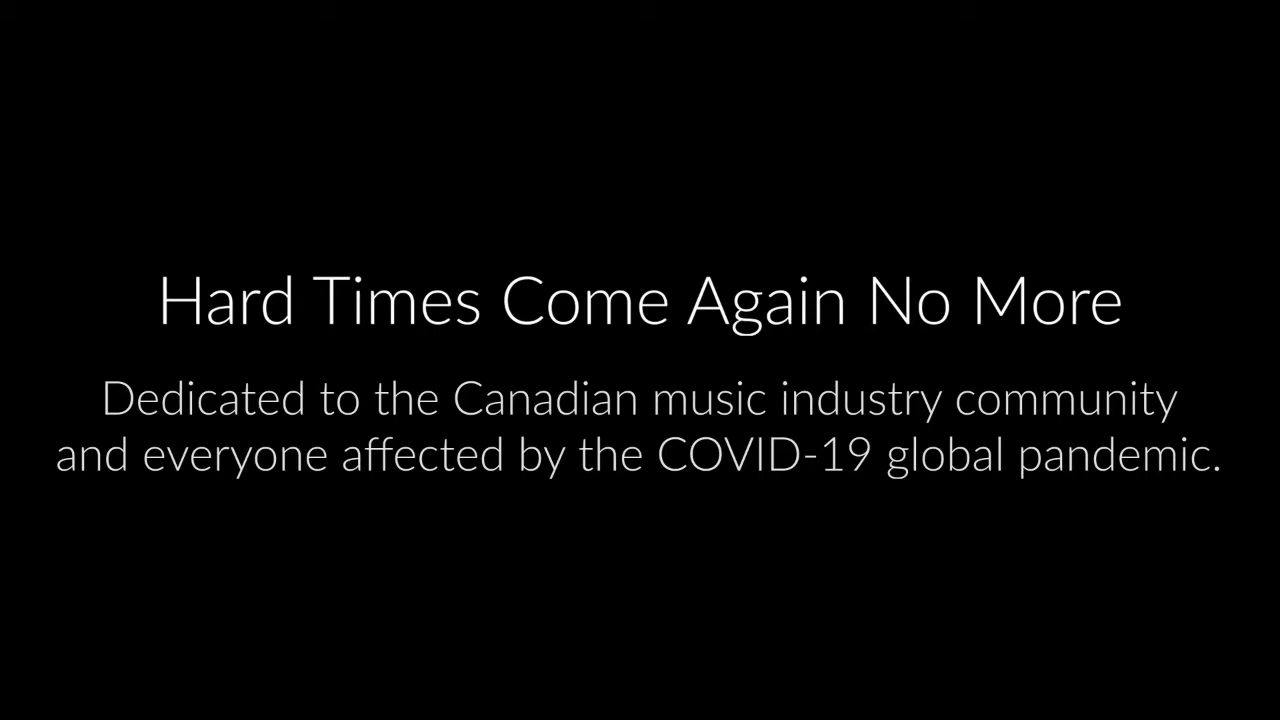 Hard Times Come Again No More
Dedicated to the Canadian music industry community
and everyone affected by the COVID-19 global pandemic.